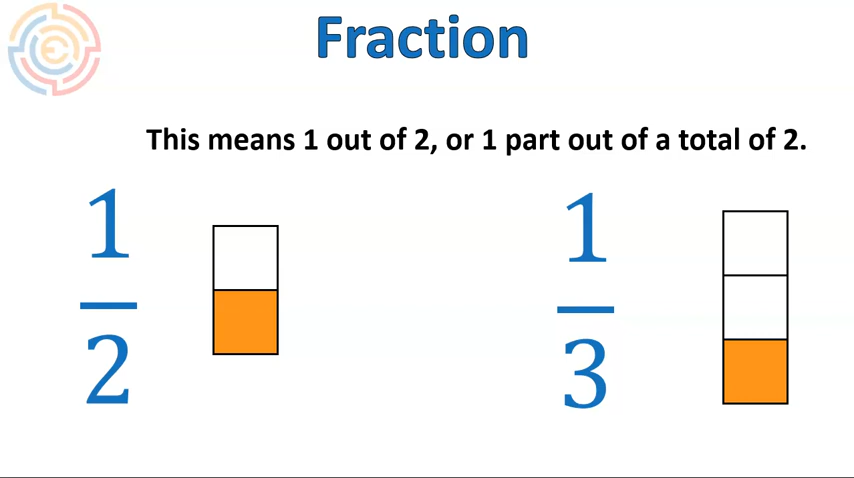 Fraction
This means 1 out of 2, or 1 part out of a total of 2.
1
2
1
3